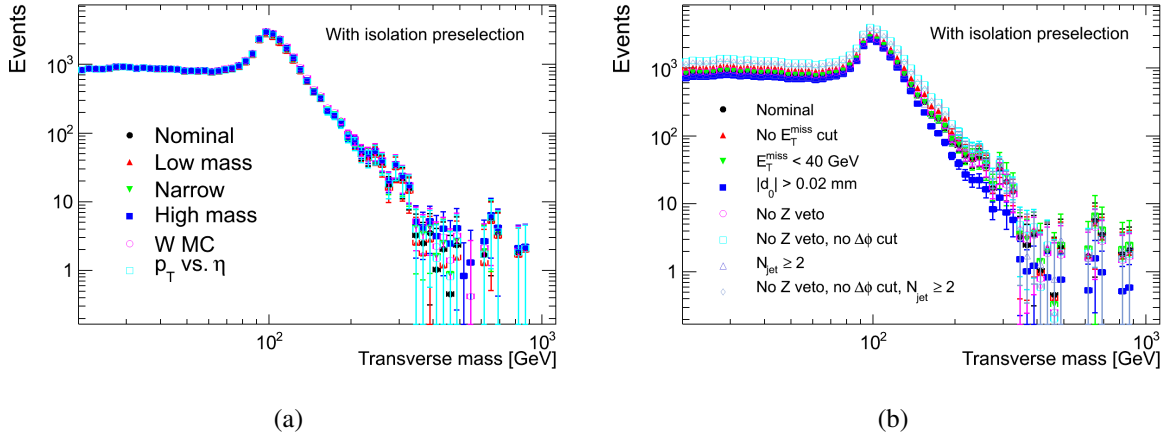 Events
10³
10²
10
1
With isolation preselection
Nominal
Low mass
Narrow
High mass
W MC
p_T vs. η
10²
10³
Transverse mass [GeV]
(a)
Events
10³
10²
10
1
With isolation preselection
Nominal
No E_T^miss cut
E_T^miss < 40 GeV
|d_0| > 0.02 mm
No Z veto
No Z veto, no Δϕ cut
N_jet ≥ 2
No Z veto, no Δϕ cut, N_jet ≥ 2
10²
10³
Transverse mass [GeV]
(b)